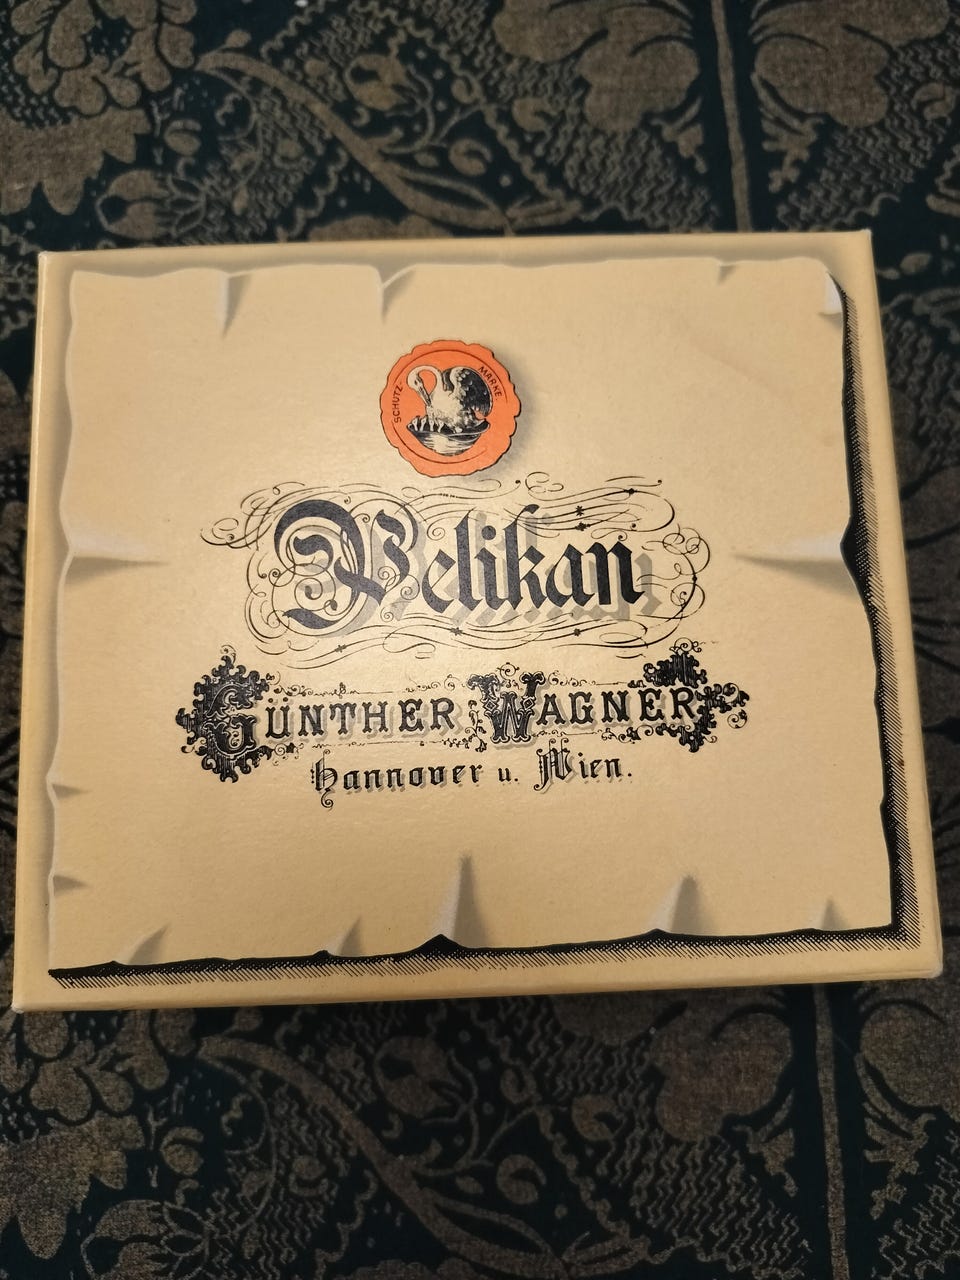 SCHUTZ- MARKE.
Pelikan
GÜNTHER WAGNER
Hannover u. Wien.